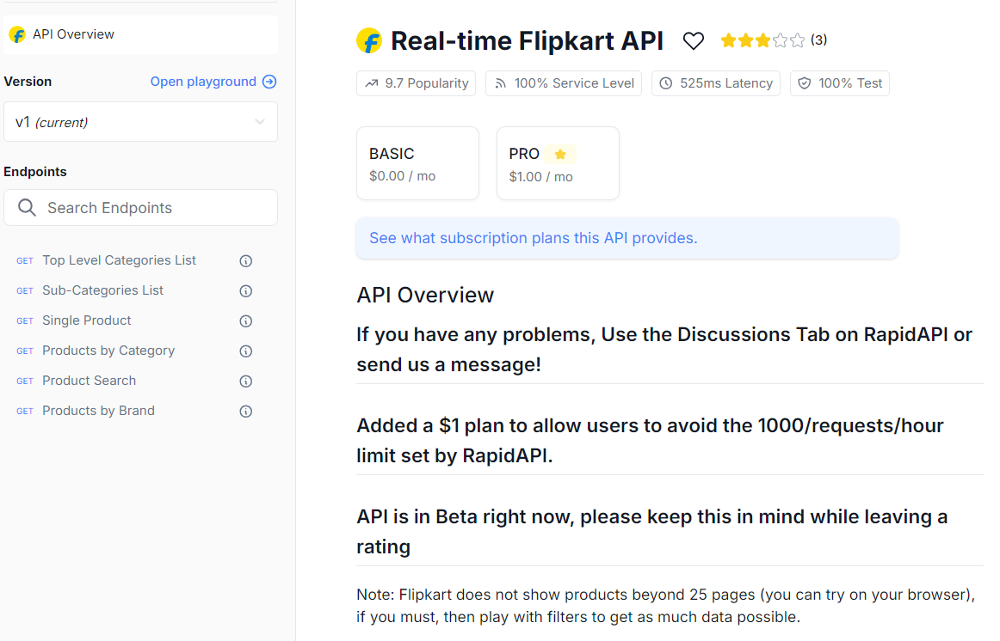 API Overview
Version
Open playground
v1 (current)
Endpoints
Search Endpoints
GET Top Level Categories List
GET Sub-Categories List
GET Single Product
GET Products by Category
GET Product Search
GET Products by Brand
Real-time Flipkart API (3)
9.7 Popularity 100% Service Level 525ms Latency 100% Test
BASIC
$0.00 / mo
PRO
$1.00 / mo
See what subscription plans this API provides.
API Overview
If you have any problems, Use the Discussions Tab on RapidAPI or
send us a message!
Added a $1 plan to allow users to avoid the 1000/requests/hour
limit set by RapidAPI.
API is in Beta right now, please keep this in mind while leaving a
rating
Note: Flipkart does not show products beyond 25 pages (you can try on your browser),
if you must, then play with filters to get as much data possible.